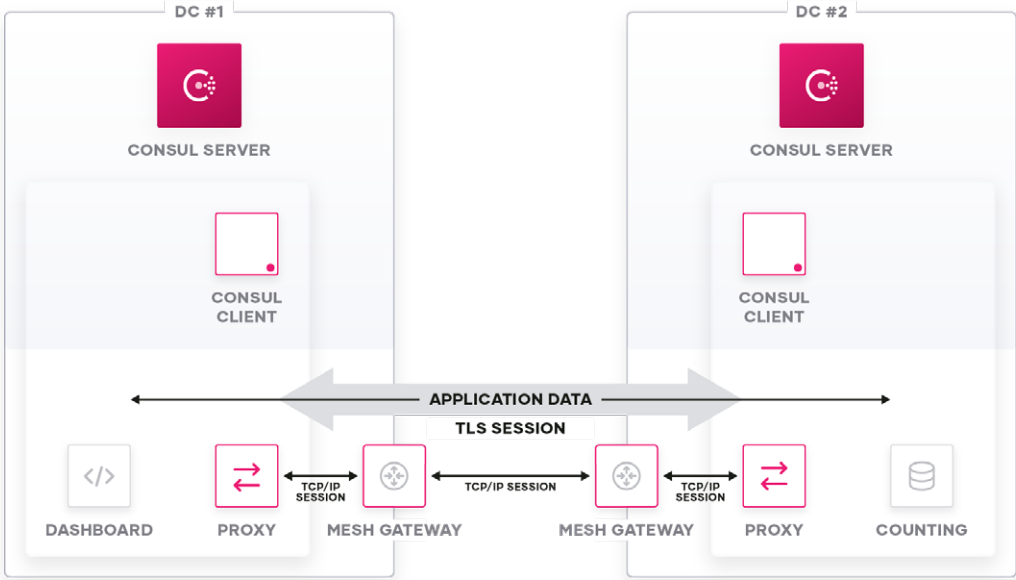 DC #1
DC #2
CONSUL SERVER
CONSUL SERVER
CONSUL
CLIENT
CONSUL
CLIENT
APPLICATION DATA
TLS SESSION
TCP/IP
SESSION
TCP/IP SESSION
TCP/IP
SESSION
DASHBOARD
PROXY
MESH GATEWAY
MESH GATEWAY
PROXY
COUNTING